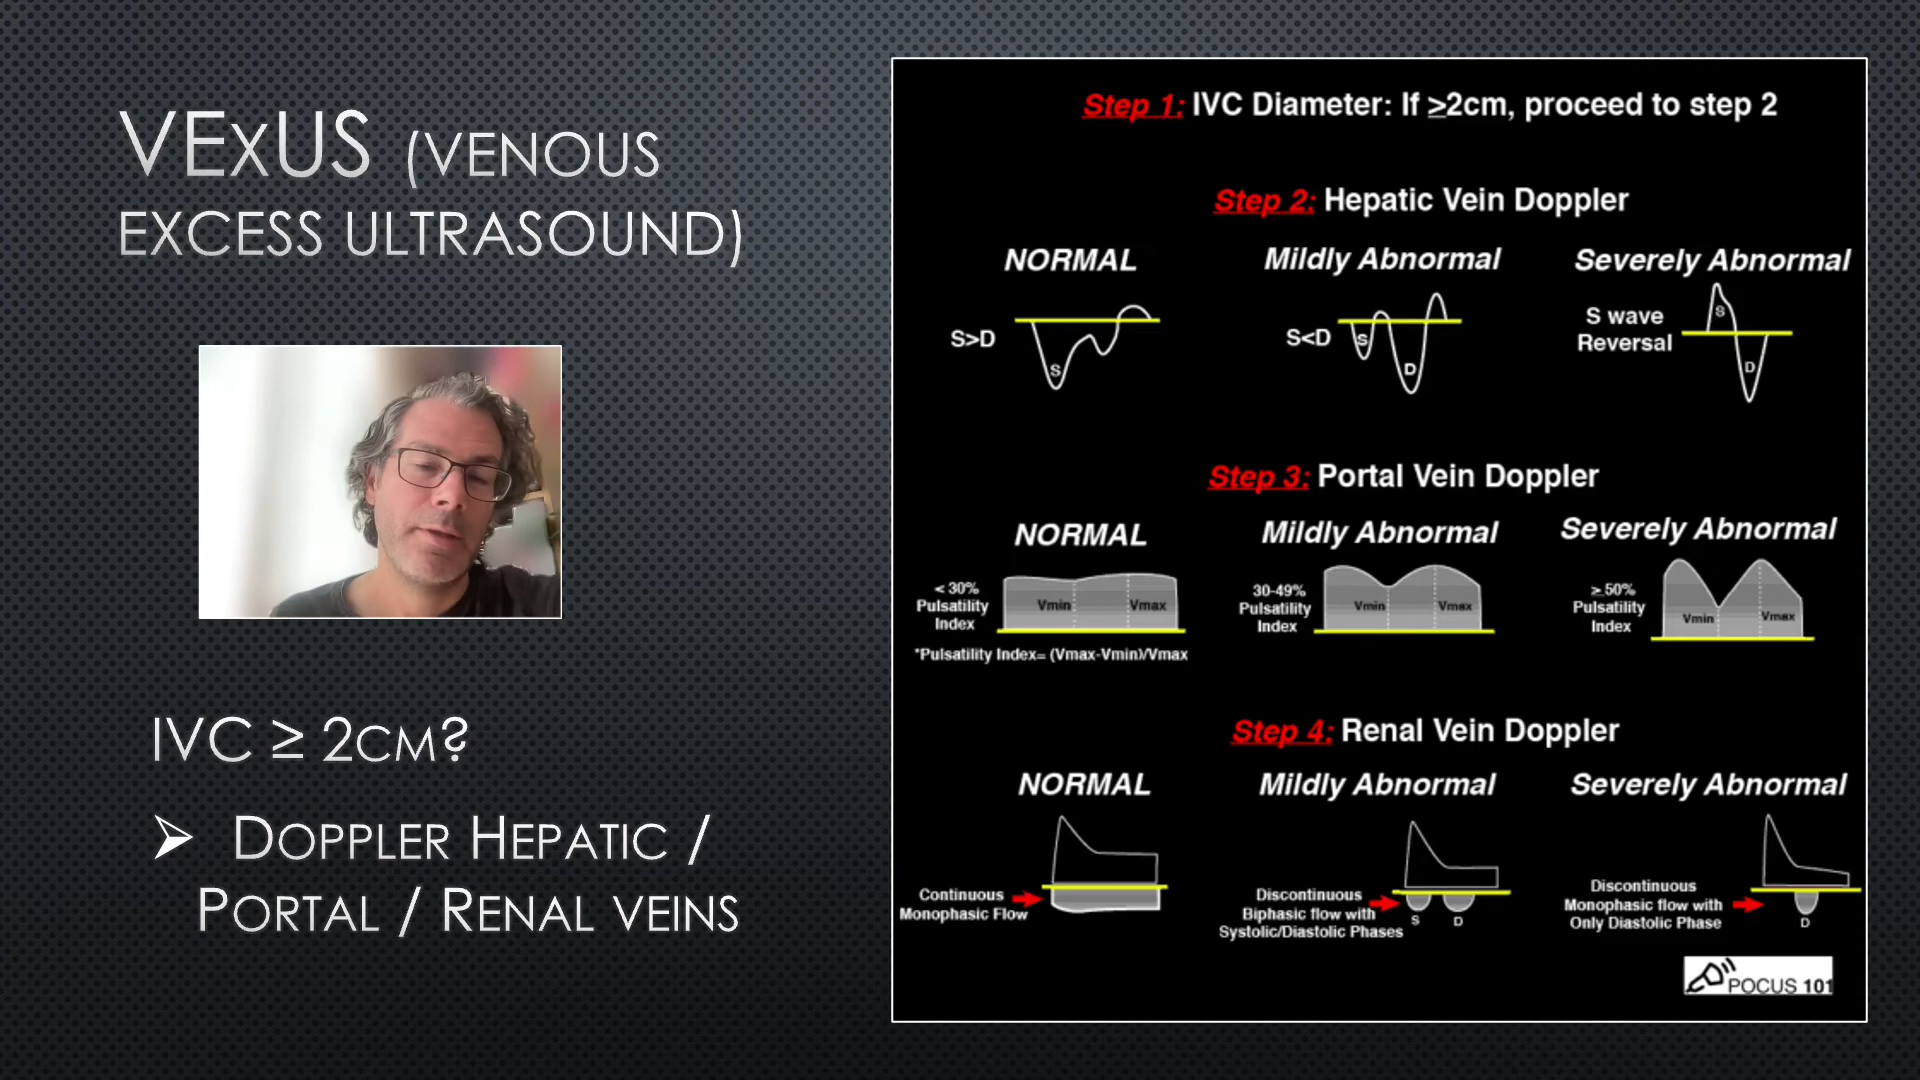 VEXUS (VENOUS
EXCESS ULTRASOUND)
IVC ≥ 2CM?
➢ DOPPLER HEPATIC /
PORTAL / RENAL VEINS
Step 1: IVC Diameter: If ≥2cm, proceed to step 2
Step 2: Hepatic Vein Doppler
NORMAL
Mildly Abnormal
Severely Abnormal
S>D
S
S<D
S
D
S wave
Reversal
S
D
Step 3: Portal Vein Doppler
NORMAL
Mildly Abnormal
Severely Abnormal
< 30%
Pulsatility
Index
Vmin
Vmax
30-49%
Pulsatility
Index
Vmin
Vmax
≥ 50%
Pulsatility
Index
Vmin
Vmax
*Pulsatility Index= (Vmax-Vmin)/Vmax
Step 4: Renal Vein Doppler
NORMAL
Mildly Abnormal
Severely Abnormal
Continuous
Monophasic Flow
Discontinuous
Biphasic flow with
Systolic/Diastolic Phases
S
D
Discontinuous
Monophasic flow with
Only Diastolic Phase
D
POCUS 101